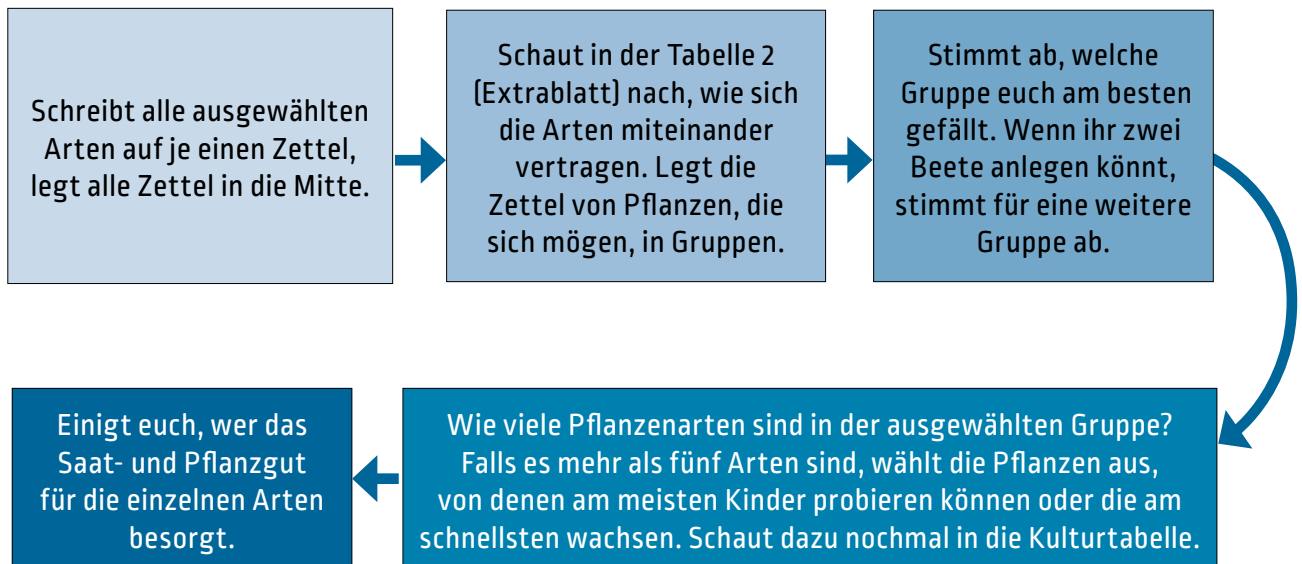 Schreibt alle ausgewählten
Arten auf je einen Zettel,
legt alle Zettel in die Mitte.
Schaut in der Tabelle 2
(Extrablatt) nach, wie sich
die Arten miteinander
vertragen. Legt die
Zettel von Pflanzen, die
sich mögen, in Gruppen.
Stimmt ab, welche
Gruppe euch am besten
gefällt. Wenn ihr zwei
Beete anlegen könnt,
stimmt für eine weitere
Gruppe ab.
Wie viele Pflanzenarten sind in der ausgewählten Gruppe?
Falls es mehr als fünf Arten sind, wählt die Pflanzen aus,
von denen am meisten Kinder probieren können oder die am
schnellsten wachsen. Schaut dazu nochmal in die Kulturtabelle.
Einigt euch, wer das
Saat- und Pflanzgut
für die einzelnen Arten
besorgt.